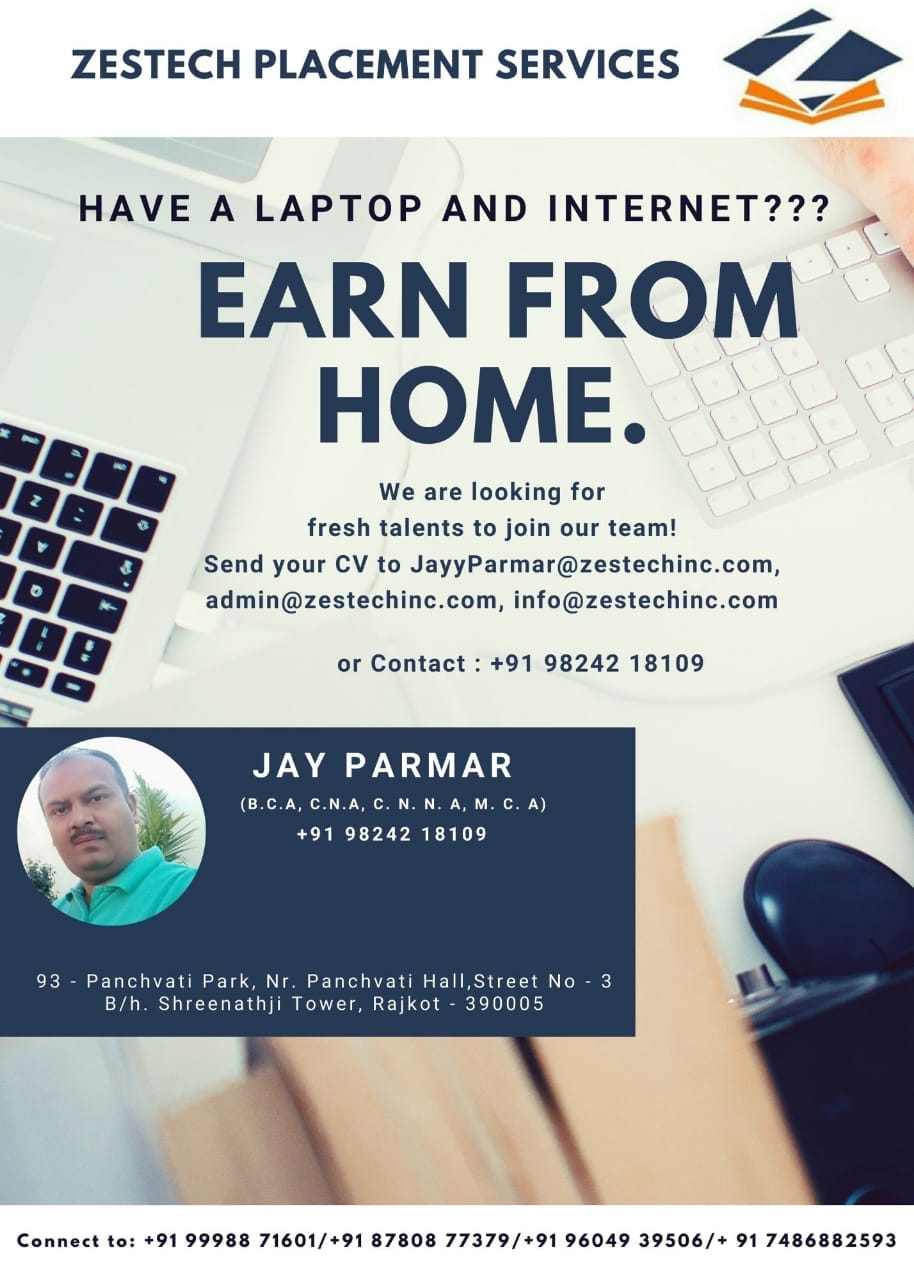 ZESTECH PLACEMENT SERVICES
HAVE A LAPTOP AND INTERNET???
EARN FROM
HOME.
We are looking for
fresh talents to join our team!
Send your CV to JayyParmar@zestechinc.com,
admin@zestechinc.com, info@zestechinc.com
or Contact : +91 98242 18109
JAY PARMAR
(B.C.A, C.N.A, C. N. N. A, M. C. A)
+91 98242 18109
93 - Panchvati Park, Nr. Panchvati Hall,Street No - 3
B/h. Shreenathji Tower, Rajkot - 390005
Connect to: +91 99988 71601/+91 87808 77379/+91 96049 39506/+ 91 7486882593